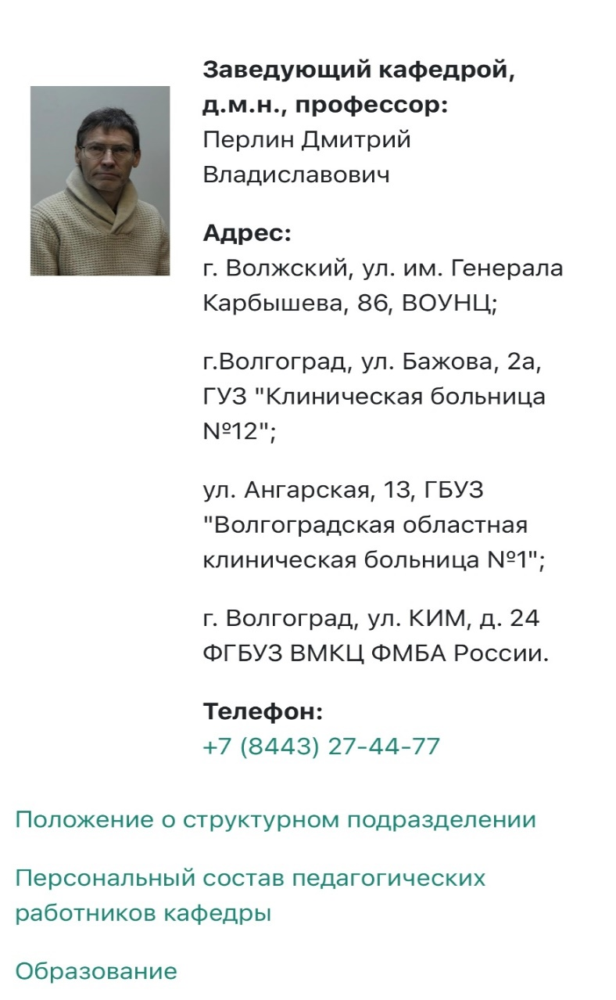 Заведующий кафедрой,
д.м.н., профессор:
Перлин Дмитрий
Владиславович
Адрес:
г. Волжский, ул. им. Генерала
Карбышева, 86, ВОУНЦ;
г.Волгоград, ул. Бажова, 2а,
ГУЗ "Клиническая больница
№12";
ул. Ангарская, 13, ГБУЗ
"Волгоградская областная
клиническая больница №1";
г. Волгоград, ул. КИМ, д. 24
ФГБУЗ ВМКЦ ФМБА России.
Телефон:
+7 (8443) 27-44-77
Положение о структурном подразделении
Персональный состав педагогических
работников кафедры
Образование